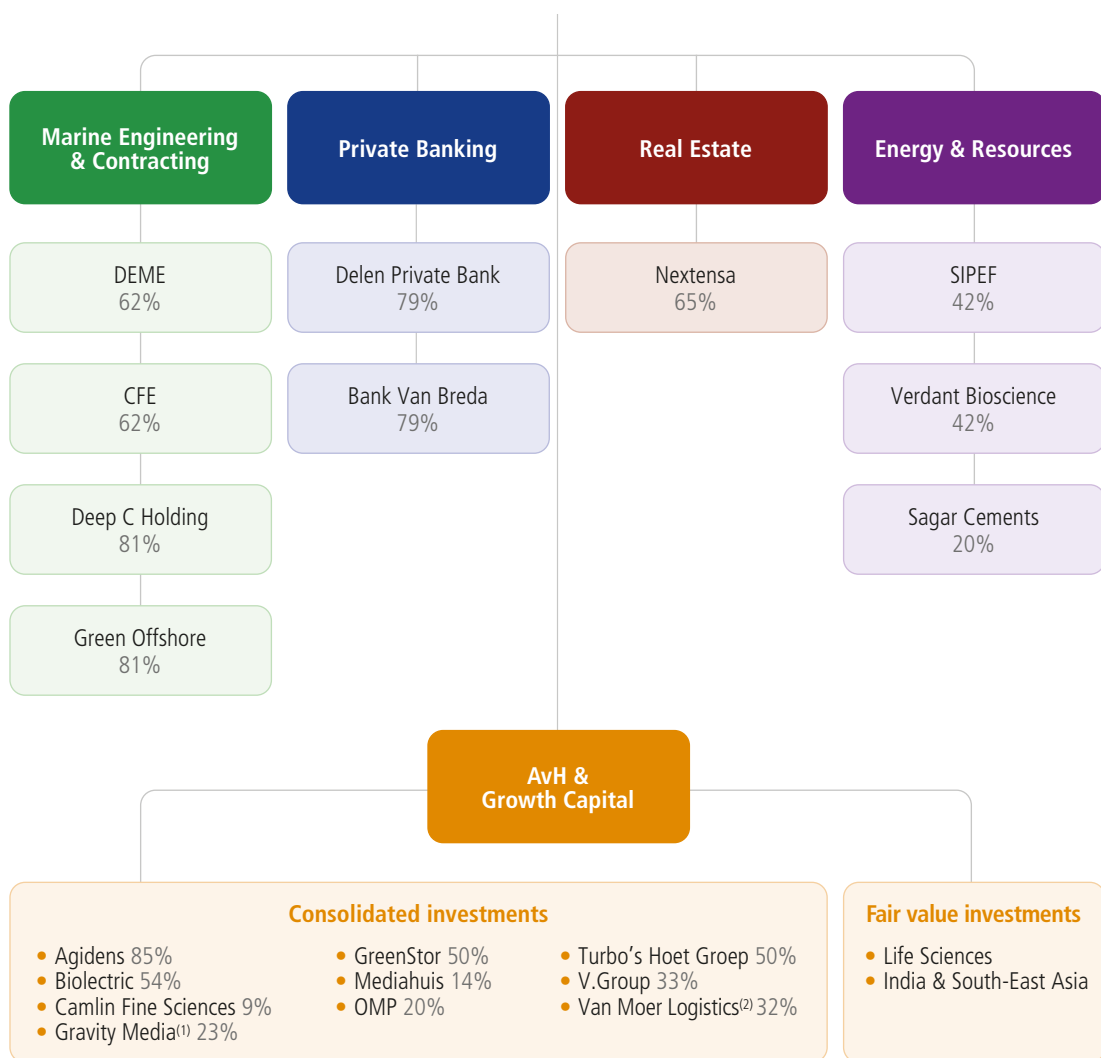 Marine Engineering
& Contracting
DEME
62%
CFE
62%
Deep C Holding
81%
Green Offshore
81%
Private Banking
Delen Private Bank
79%
Bank Van Breda
79%
Real Estate
Nextensa
65%
Energy & Resources
SIPEF
42%
Verdant Bioscience
42%
Sagar Cements
20%
AvH &
Growth Capital
Consolidated investments
• Agidens 85%
• Biolectric 54%
• Camlin Fine Sciences 9%
• Gravity Media(1) 23%
• GreenStor 50%
• Mediahuis 14%
• OMP 20%
• Turbo’s Hoet Groep 50%
• V.Group 33%
• Van Moer Logistics(2) 32%
Fair value investments
• Life Sciences
• India & South-East Asia